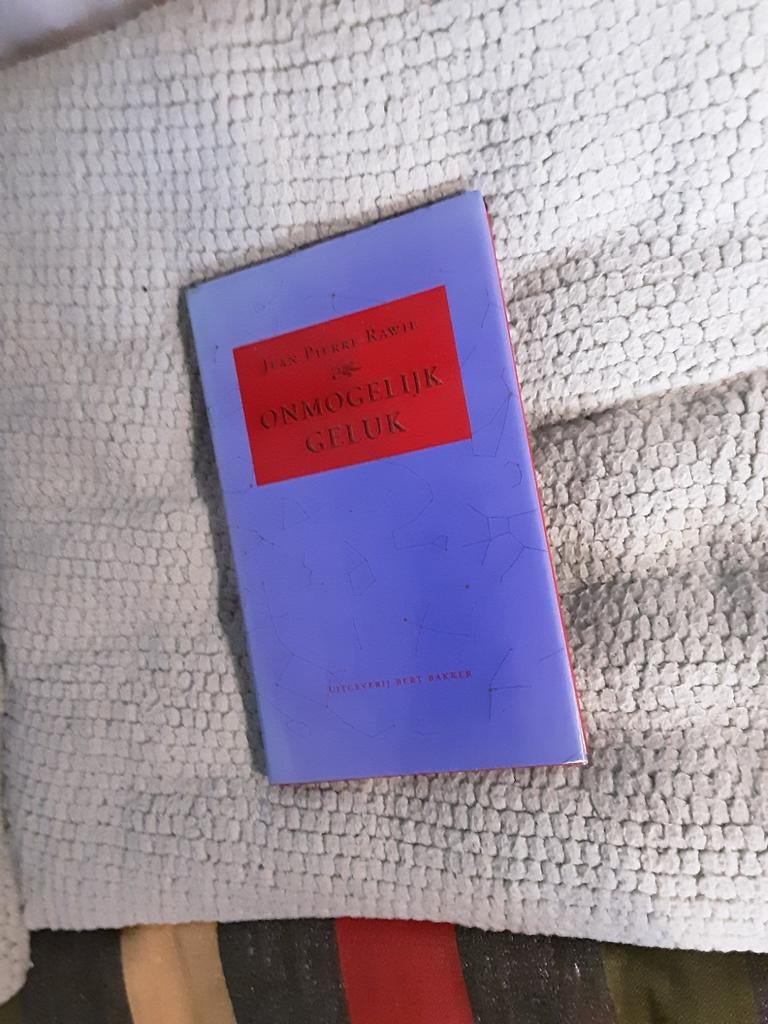 Jean Pierre Rawie
ONMOGELIJK
GELUK
UITGEVERIJ BERT BAKKER